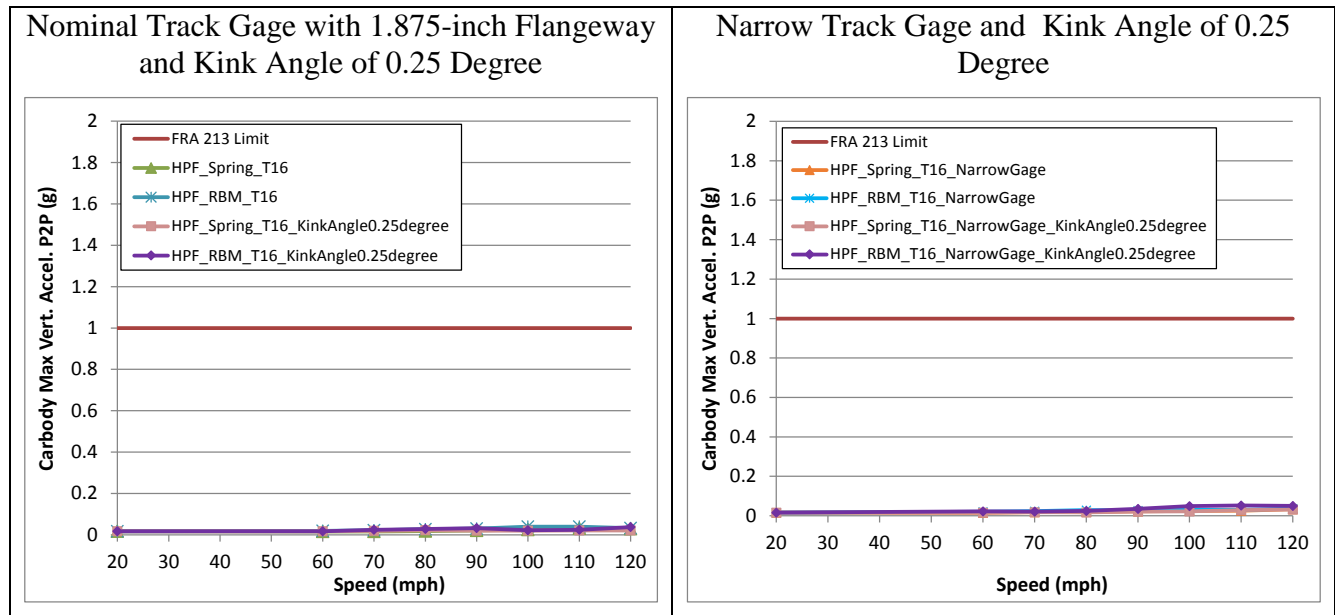 Nominal Track Gage with 1.875-inch Flangeway
and Kink Angle of 0.25 Degree
Carbody Max Vert. Accel. P2P (g)
2
1.8
1.6
1.4
1.2
1
0.8
0.6
0.4
0.2
0
FRA 213 Limit
HPF_Spring_T16
HPF_RBM_T16
HPF_Spring_T16_KinkAngle0.25degree
HPF_RBM_T16_KinkAngle0.25degree
20 30 40 50 60 70 80 90 100 110 120
Speed (mph)
Narrow Track Gage and Kink Angle of 0.25
Degree
Carbody Max Vert. Accel. P2P (g)
2
1.8
1.6
1.4
1.2
1
0.8
0.6
0.4
0.2
0
FRA 213 Limit
HPF_Spring_T16_NarrowGage
HPF_RBM_T16_NarrowGage
HPF_Spring_T16_NarrowGage_KinkAngle0.25degree
HPF_RBM_T16_NarrowGage_KinkAngle0.25degree
20 30 40 50 60 70 80 90 100 110 120
Speed (mph)